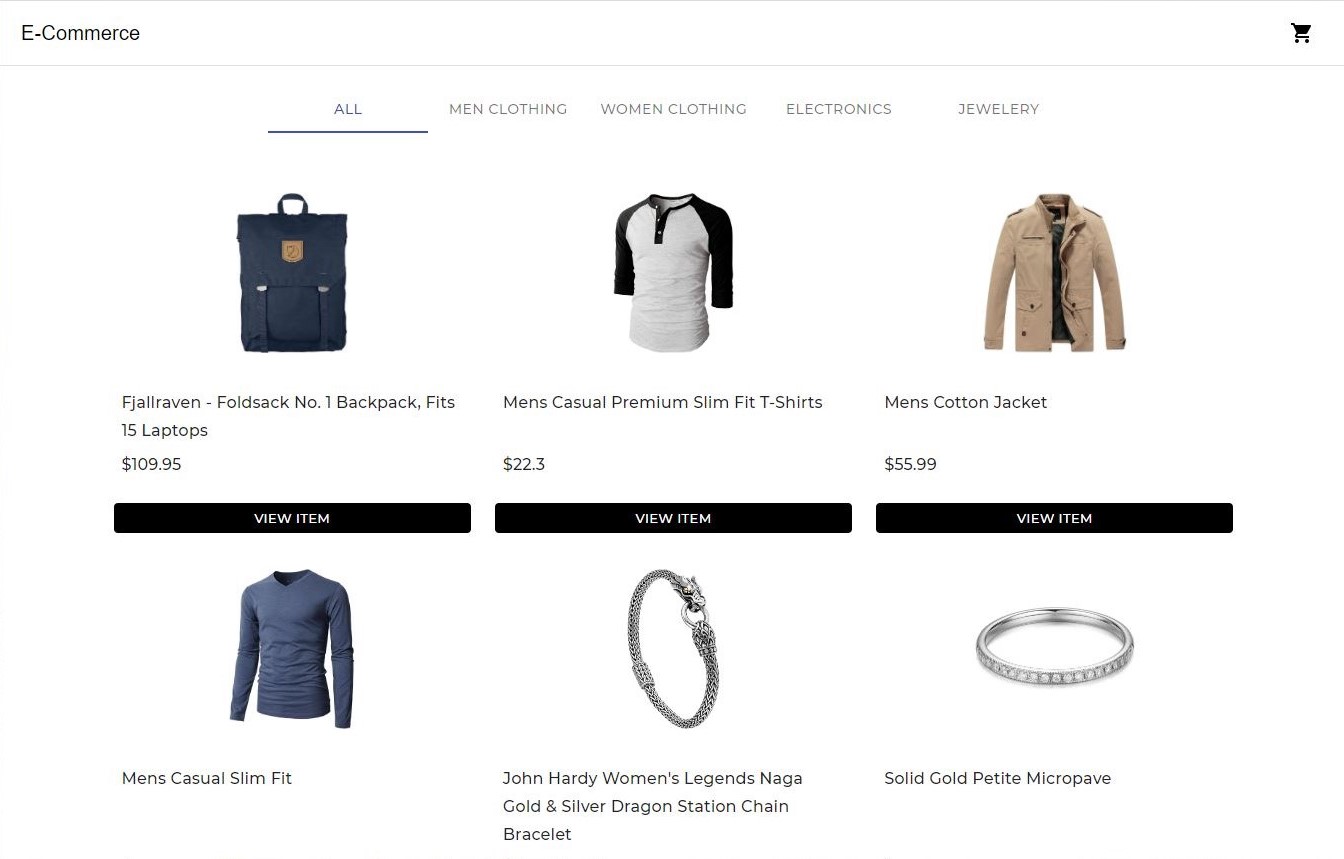 E-Commerce
ALL
MEN CLOTHING
WOMEN CLOTHING
ELECTRONICS
JEWELERY
Fjallraven - Foldsack No. 1 Backpack, Fits
15 Laptops
$109.95
VIEW ITEM
Mens Casual Premium Slim Fit T-Shirts
$22.3
VIEW ITEM
Mens Cotton Jacket
$55.99
VIEW ITEM
Mens Casual Slim Fit
John Hardy Women's Legends Naga
Gold & Silver Dragon Station Chain
Bracelet
Solid Gold Petite Micropave